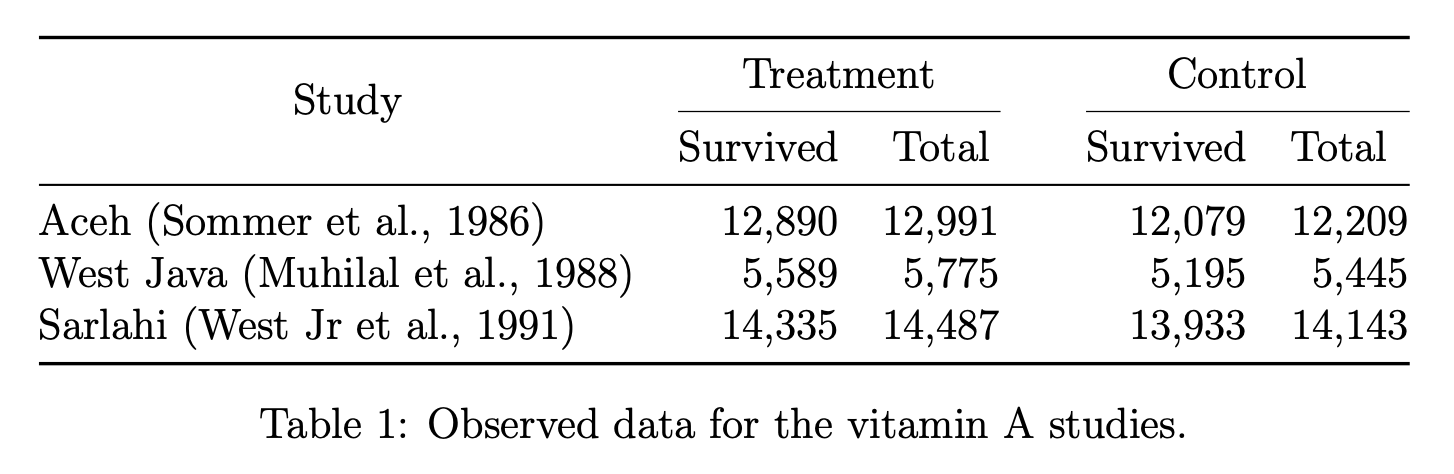 Study Treatment Control
Survived Total Survived Total
Aceh (Sommer et al., 1986) 12,890 12,991 12,079 12,209
West Java (Muhilal et al., 1988) 5,589 5,775 5,195 5,445
Sarlahi (West Jr et al., 1991) 14,335 14,487 13,933 14,143
Table 1: Observed data for the vitamin A studies.